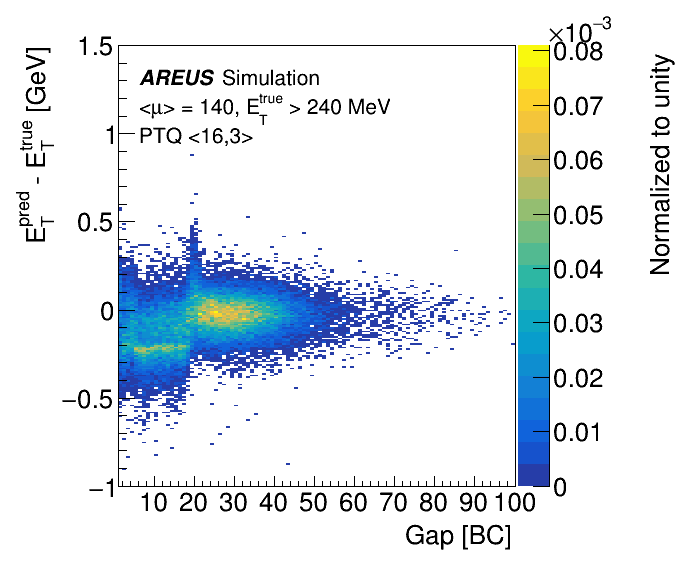 ×10⁻³
AREUS Simulation
<μ> = 140, E_T^true > 240 MeV
PTQ <16,3>
E_T^pred - E_T^true [GeV]
1.5
1
0.5
0
−0.5
−1
10 20 30 40 50 60 70 80 90 100
Gap [BC]
0.08
0.07
0.06
0.05
0.04
0.03
0.02
0.01
0
Normalized to unity